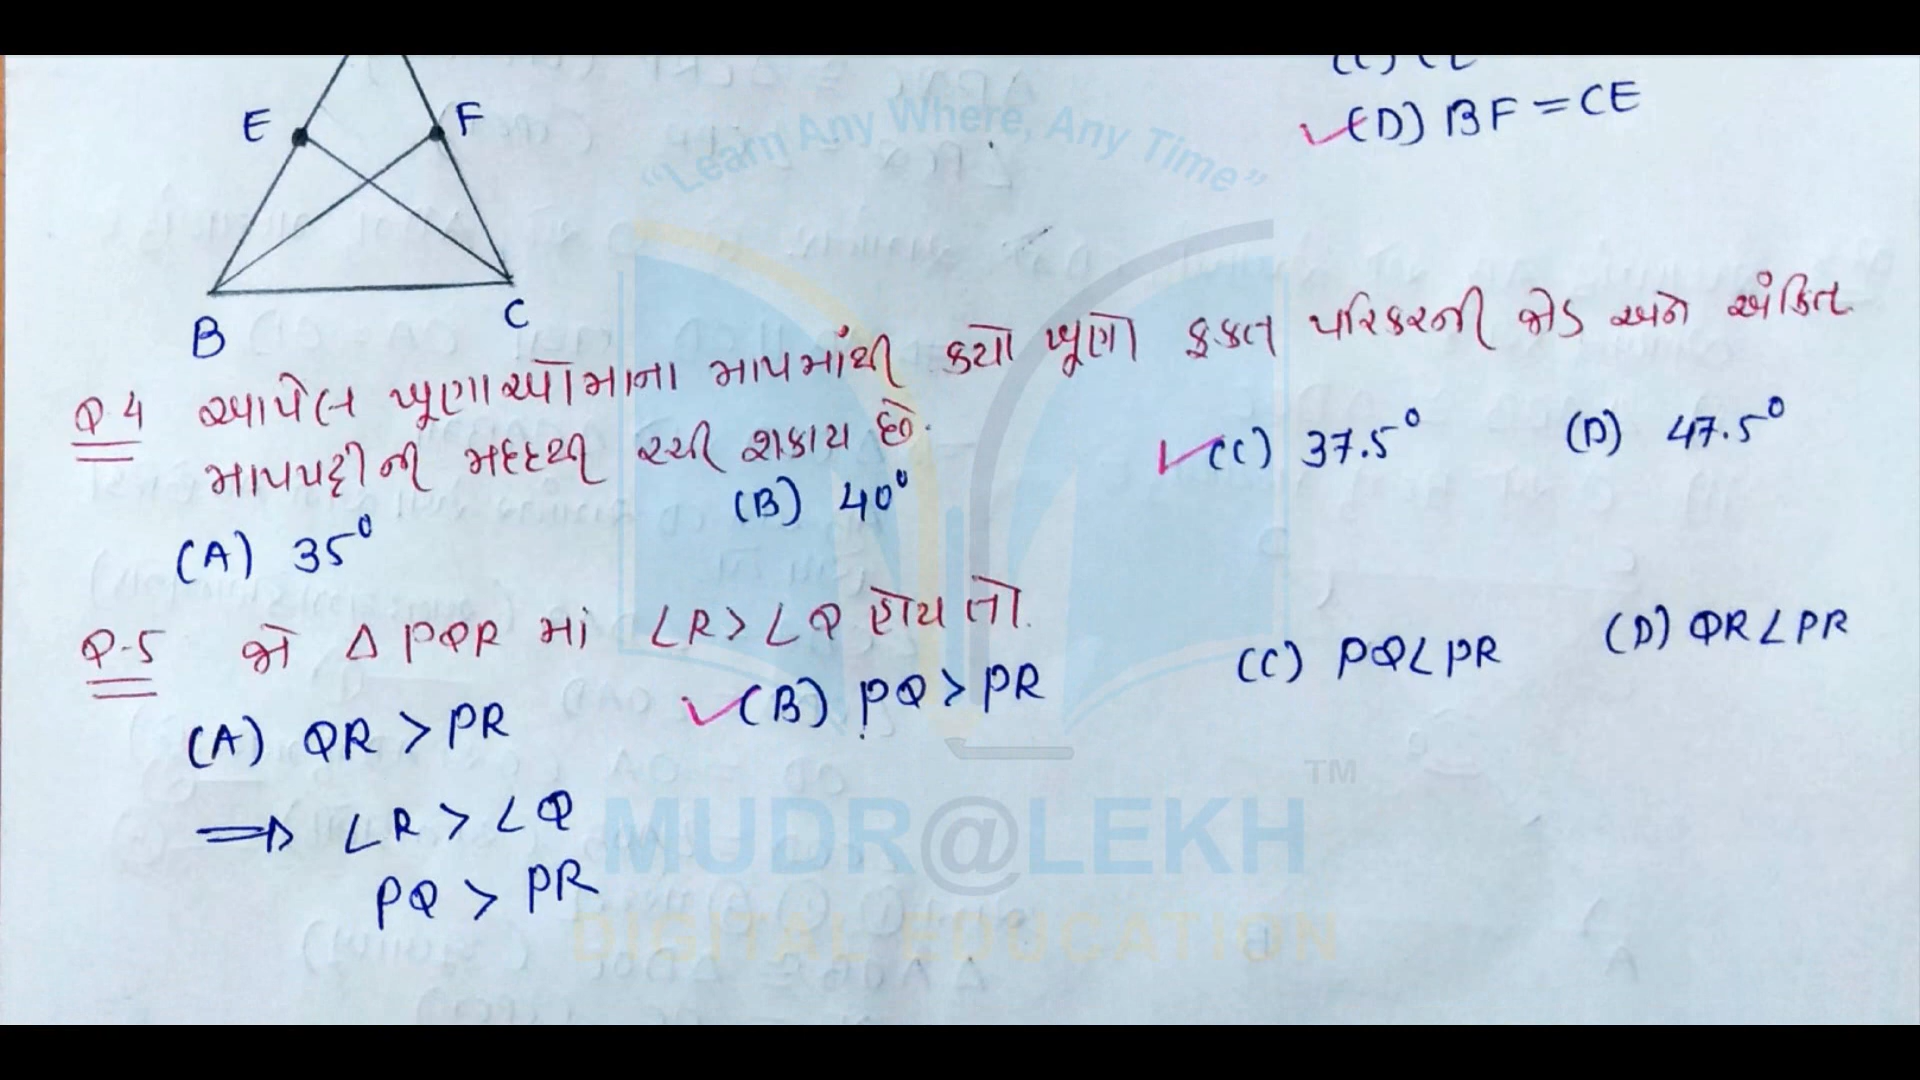 E
F
(D) BF = CE
"Learn Any Where, Any Time"
B
C
Q.4 આપેલ ખૂણાઓમાના માપમાંથી કયો ખૂણો ફક્ત પરિકરની જોડ અને અંકિત
માપપટ્ટીની મદદથી રચી શકાય છે.
(A) 35° (B) 40° (C) 37.5° (D) 47.5°
Q.5 જો Δ PQR માં ∠R > ∠Q હોય તો.
(A) QR > PR (B) PQ > PR (C) PQ < PR (D) QR < PR
⇒ ∠R > ∠Q
PQ > PR
MUDR@LEKH TM
DIGITAL EDUCATION